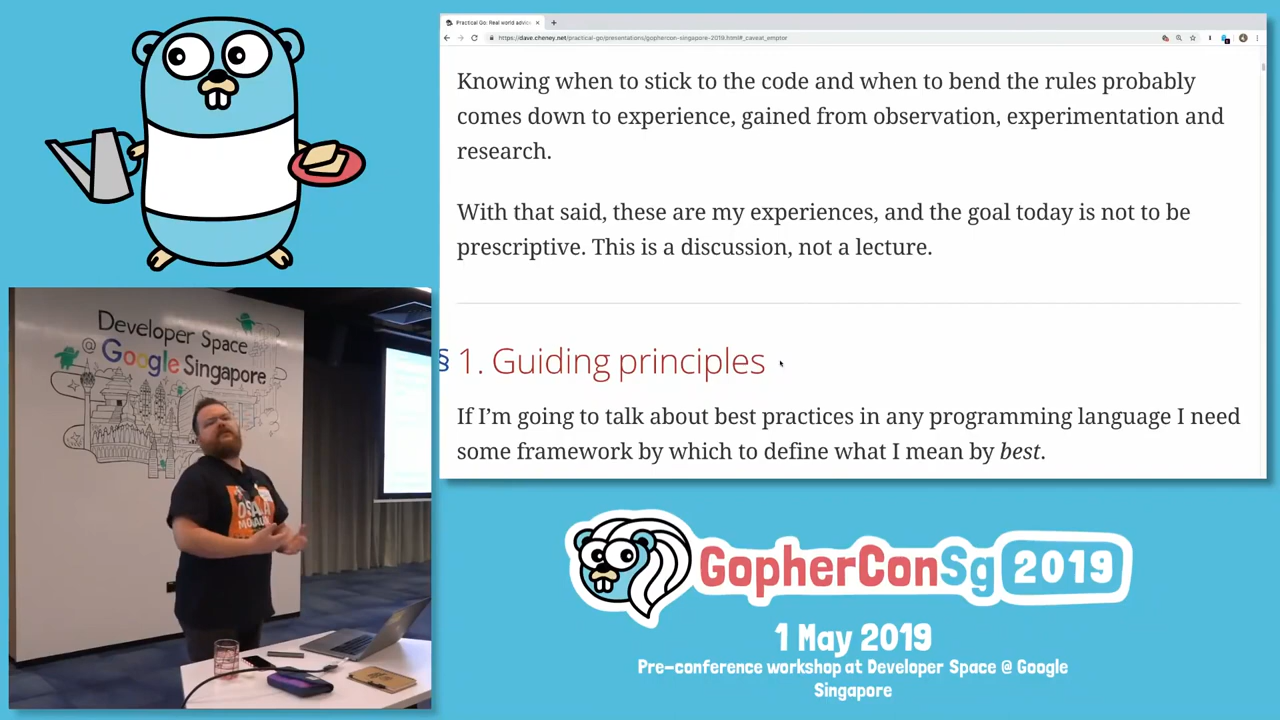 Practical Go: Real world advic
https://dave.cheney.net/practical-go/presentations/gophercon-singapore-2019.html#_caveat_emptor
Knowing when to stick to the code and when to bend the rules probably
comes down to experience, gained from observation, experimentation and
research.
With that said, these are my experiences, and the goal today is not to be
prescriptive. This is a discussion, not a lecture.
§ 1. Guiding principles
If I’m going to talk about best practices in any programming language I need
some framework by which to define what I mean by best.
Developer Space
@ Google Singapore
GopherConSg 2019
1 May 2019
Pre-conference workshop at Developer Space @ Google
Singapore